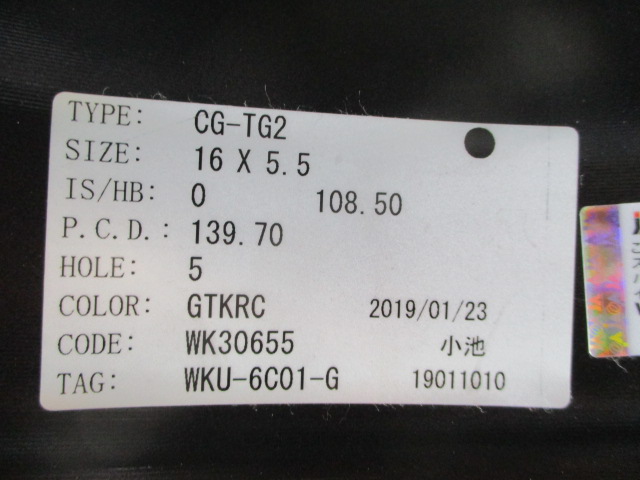 TYPE: CG-TG2
SIZE: 16 X 5.5
IS/HB: 0 108.50
P.C.D.: 139.70
HOLE: 5
COLOR: GTKRC 2019/01/23
CODE: WK30655 小池
TAG: WKU-6C01-G 19011010